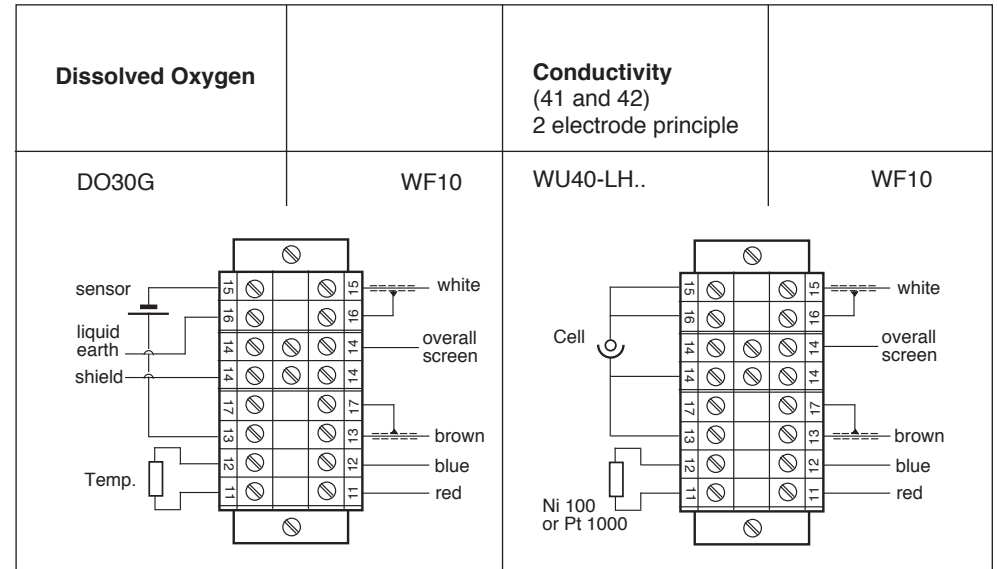 Dissolved Oxygen
Conductivity
(41 and 42)
2 electrode principle
DO30G
WF10
WU40-LH..
WF10
sensor
liquid
earth
shield
Temp.
15
16
14
14
17
13
12
11
15
16
14
14
17
13
12
11
white
overall
screen
brown
blue
red
Cell
Ni 100
or Pt 1000
15
16
14
14
17
13
12
11
15
16
14
14
17
13
12
11
white
overall
screen
brown
blue
red